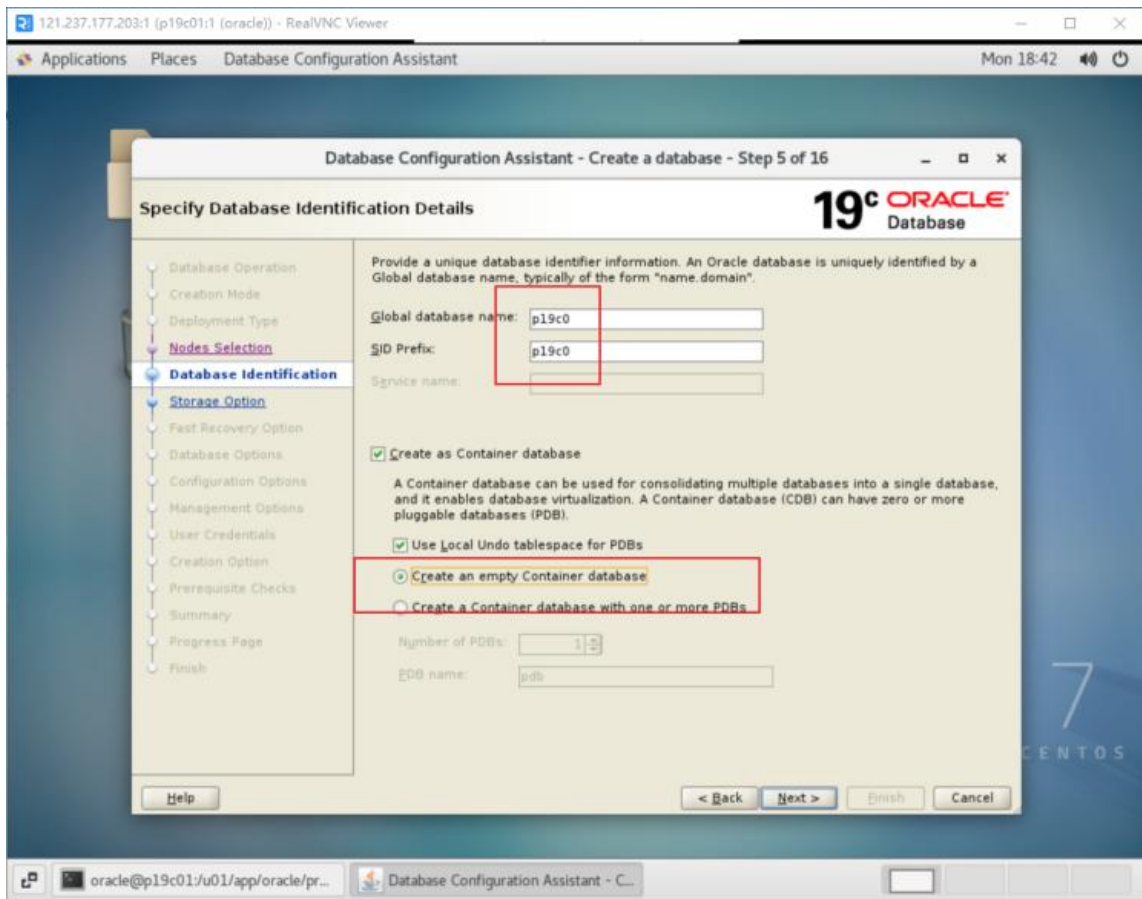 121.237.177.203:1 (p19c01:1 (oracle)) - RealVNC Viewer
Applications Places Database Configuration Assistant Mon 18:42
Database Configuration Assistant - Create a database - Step 5 of 16
Specify Database Identification Details
19c ORACLE
Database
Database Operation
Creation Mode
Deployment Type
Nodes Selection
Database Identification
Storage Option
Fast Recovery Option
Database Options
Configuration Options
Management Options
User Credentials
Creation Option
Prerequisite Checks
Summary
Progress Page
Finish
Provide a unique database identifier information. An Oracle database is uniquely identified by a
Global database name, typically of the form "name.domain".
Global database name: p19c0
SID Prefix: p19c0
Service name:
Create as Container database
A Container database can be used for consolidating multiple databases into a single database,
and it enables database virtualization. A Container database (CDB) can have zero or more
pluggable databases (PDB).
Use Local Undo tablespace for PDBs
Create an empty Container database
Create a Container database with one or more PDBs
Number of PDBs: 1
PDB name: pdb
7
CENTOS
Help < Back Next > Finish Cancel
oracle@p19c01:/u01/app/oracle/pr... Database Configuration Assistant - C...